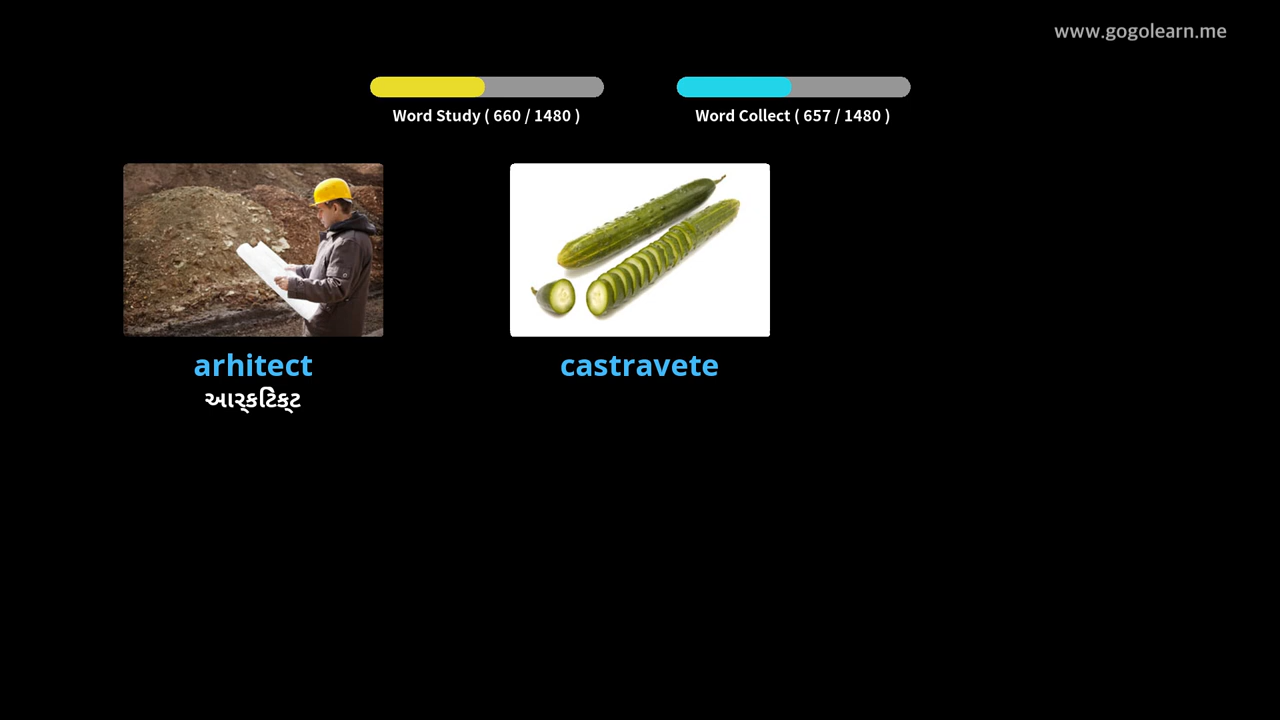 www.gogolearn.me
Word Study ( 660 / 1480 )
Word Collect ( 657 / 1480 )
arhitect
આર્કિટેક્ટ
castravete